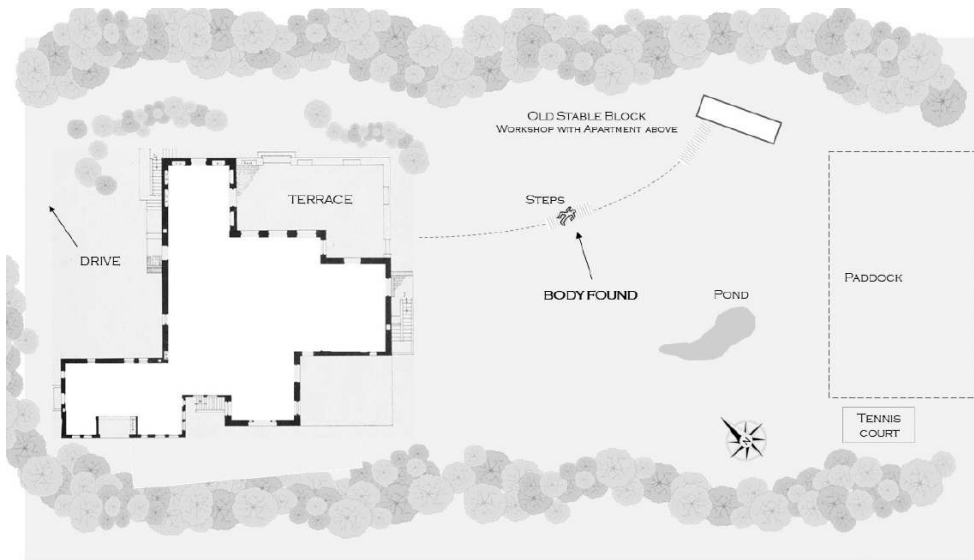 OLD STABLE BLOCK
WORKSHOP WITH APARTMENT ABOVE
TERRACE
STEPS
DRIVE
BODY FOUND
POND
PADDOCK
TENNIS
COURT
N